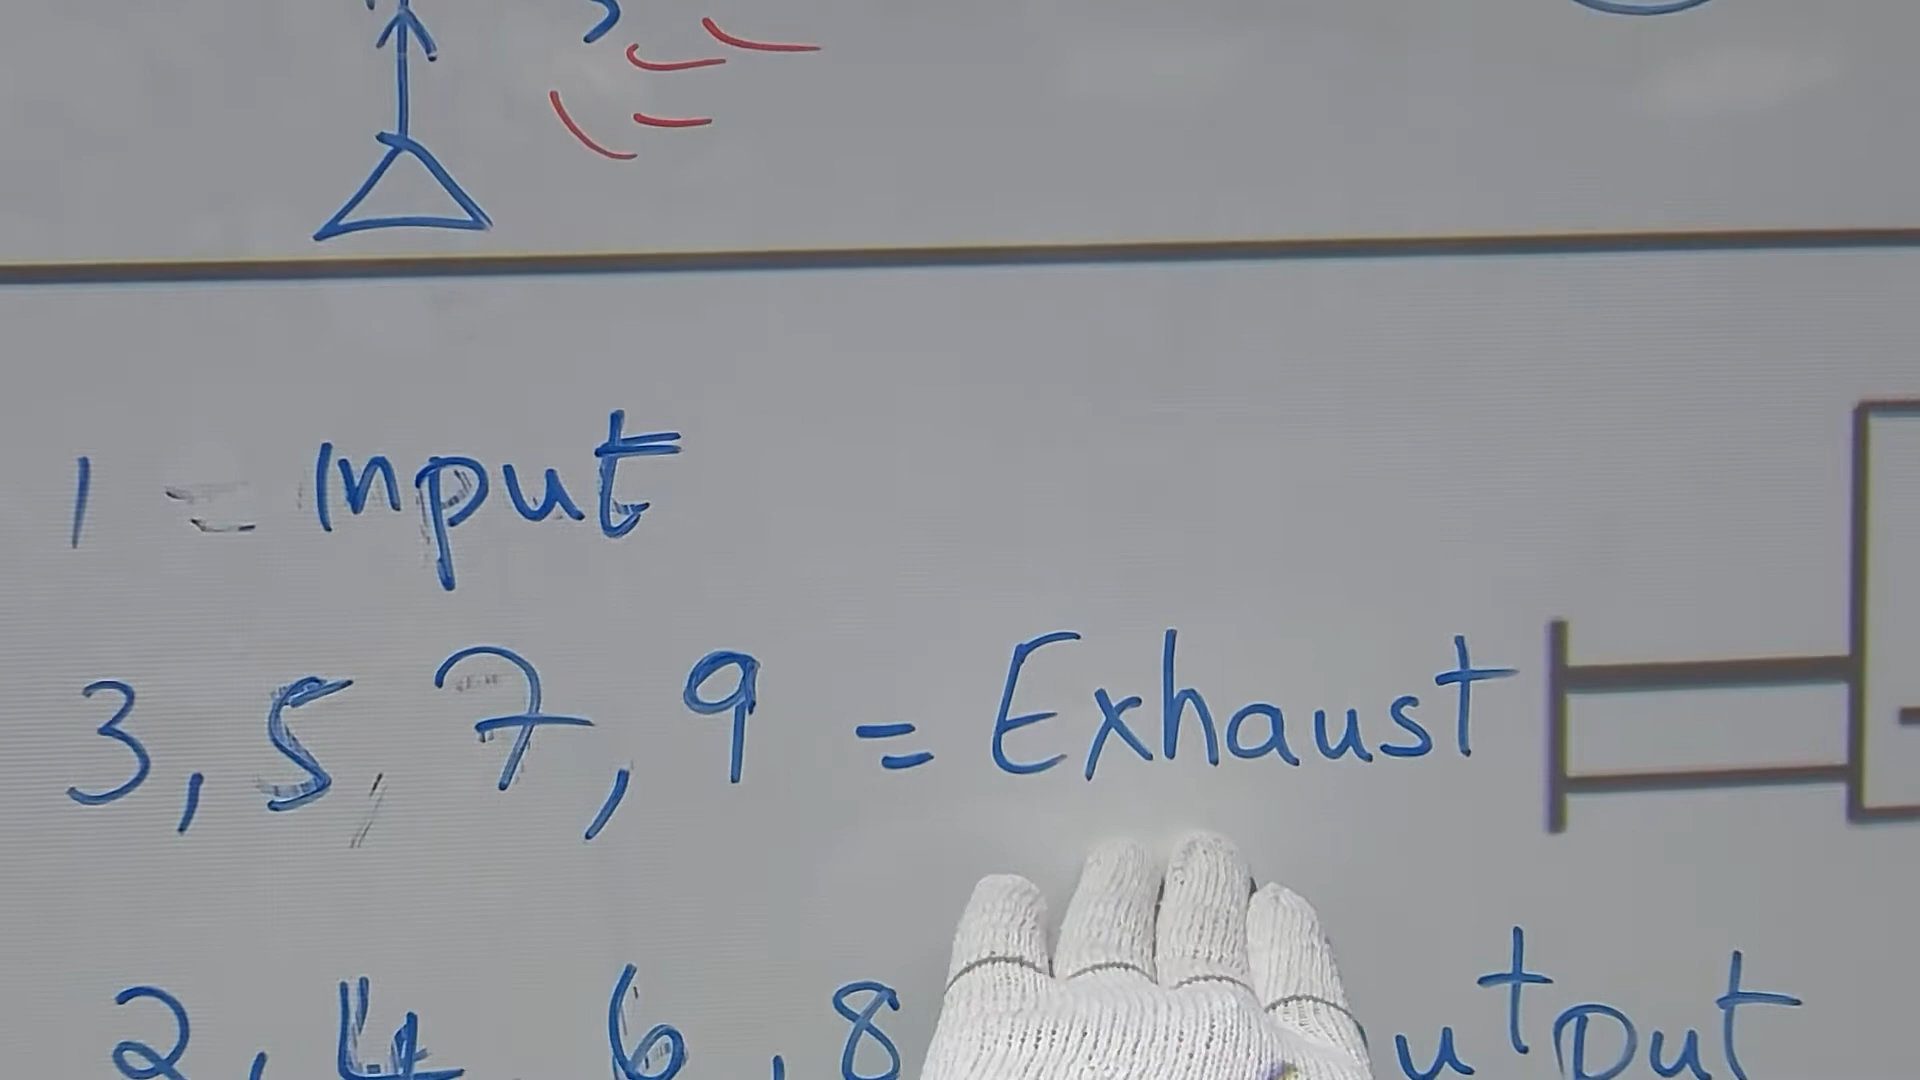 1 = Input
3, 5, 7, 9 = Exhaust
2, 4, 6, 8 utput